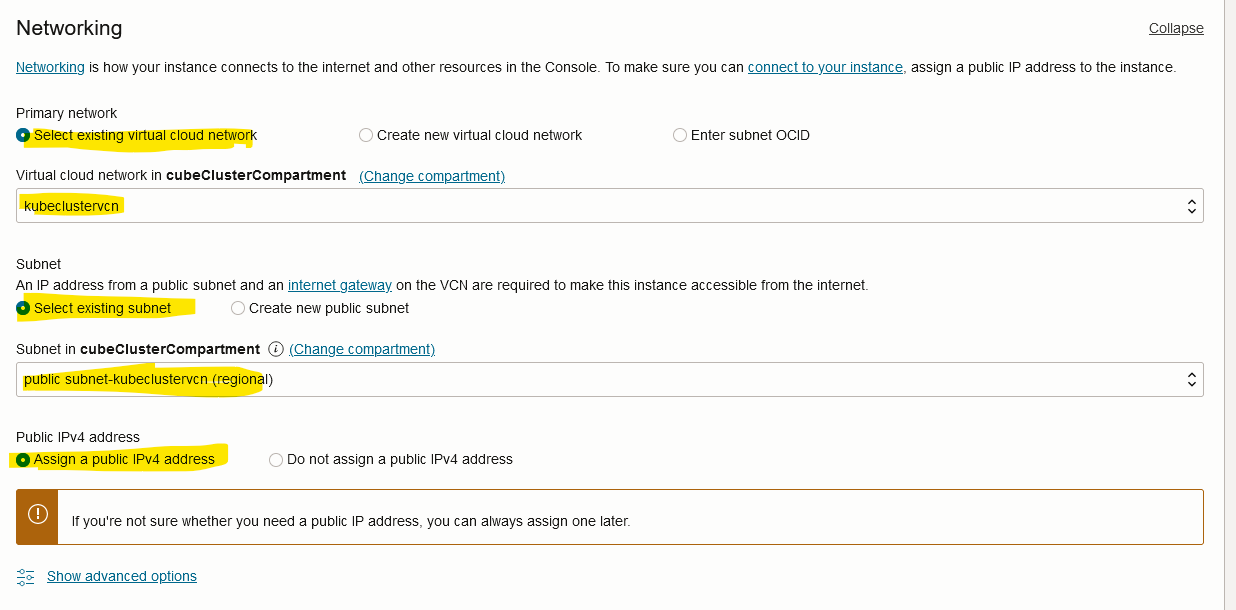 Networking
Collapse
Networking is how your instance connects to the internet and other resources in the Console. To make sure you can connect to your instance, assign a public IP address to the instance.
Primary network
Select existing virtual cloud network
Create new virtual cloud network
Enter subnet OCID
Virtual cloud network in cubeClusterCompartment (Change compartment)
kubeclustervcn
Subnet
An IP address from a public subnet and an internet gateway on the VCN are required to make this instance accessible from the internet.
Select existing subnet
Create new public subnet
Subnet in cubeClusterCompartment i (Change compartment)
public subnet-kubeclustervcn (regional)
Public IPv4 address
Assign a public IPv4 address
Do not assign a public IPv4 address
If you're not sure whether you need a public IP address, you can always assign one later.
Show advanced options